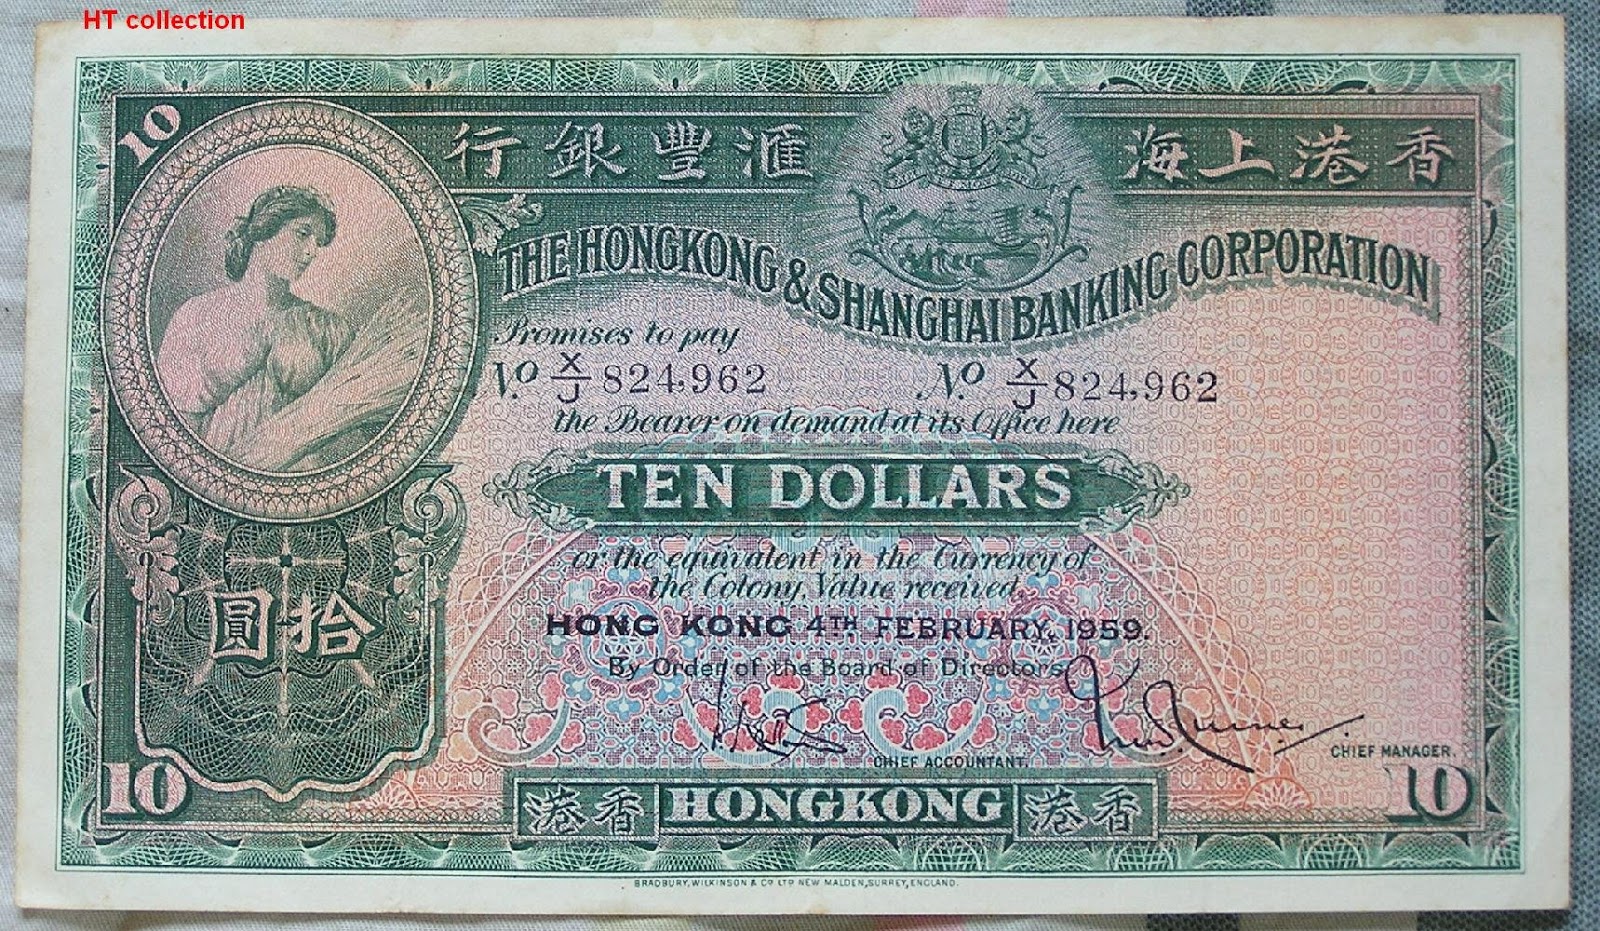 HT collection
10
行銀豐滙 海上港香
THE HONGKONG & SHANGHAI BANKING CORPORATION
Promises to pay
No. X/J 824,962 No. X/J 824,962
the Bearer on demand at its Office here
TEN DOLLARS
or the equivalent in the Currency of
the Colony, Value received.
圓拾
HONG KONG 4TH FEBRUARY, 1959.
By Order of the Board of Directors
CHIEF ACCOUNTANT.
CHIEF MANAGER.
10 港香 HONGKONG 港香 10
BRADBURY, WILKINSON & CO LTD NEW MALDEN, SURREY, ENGLAND.